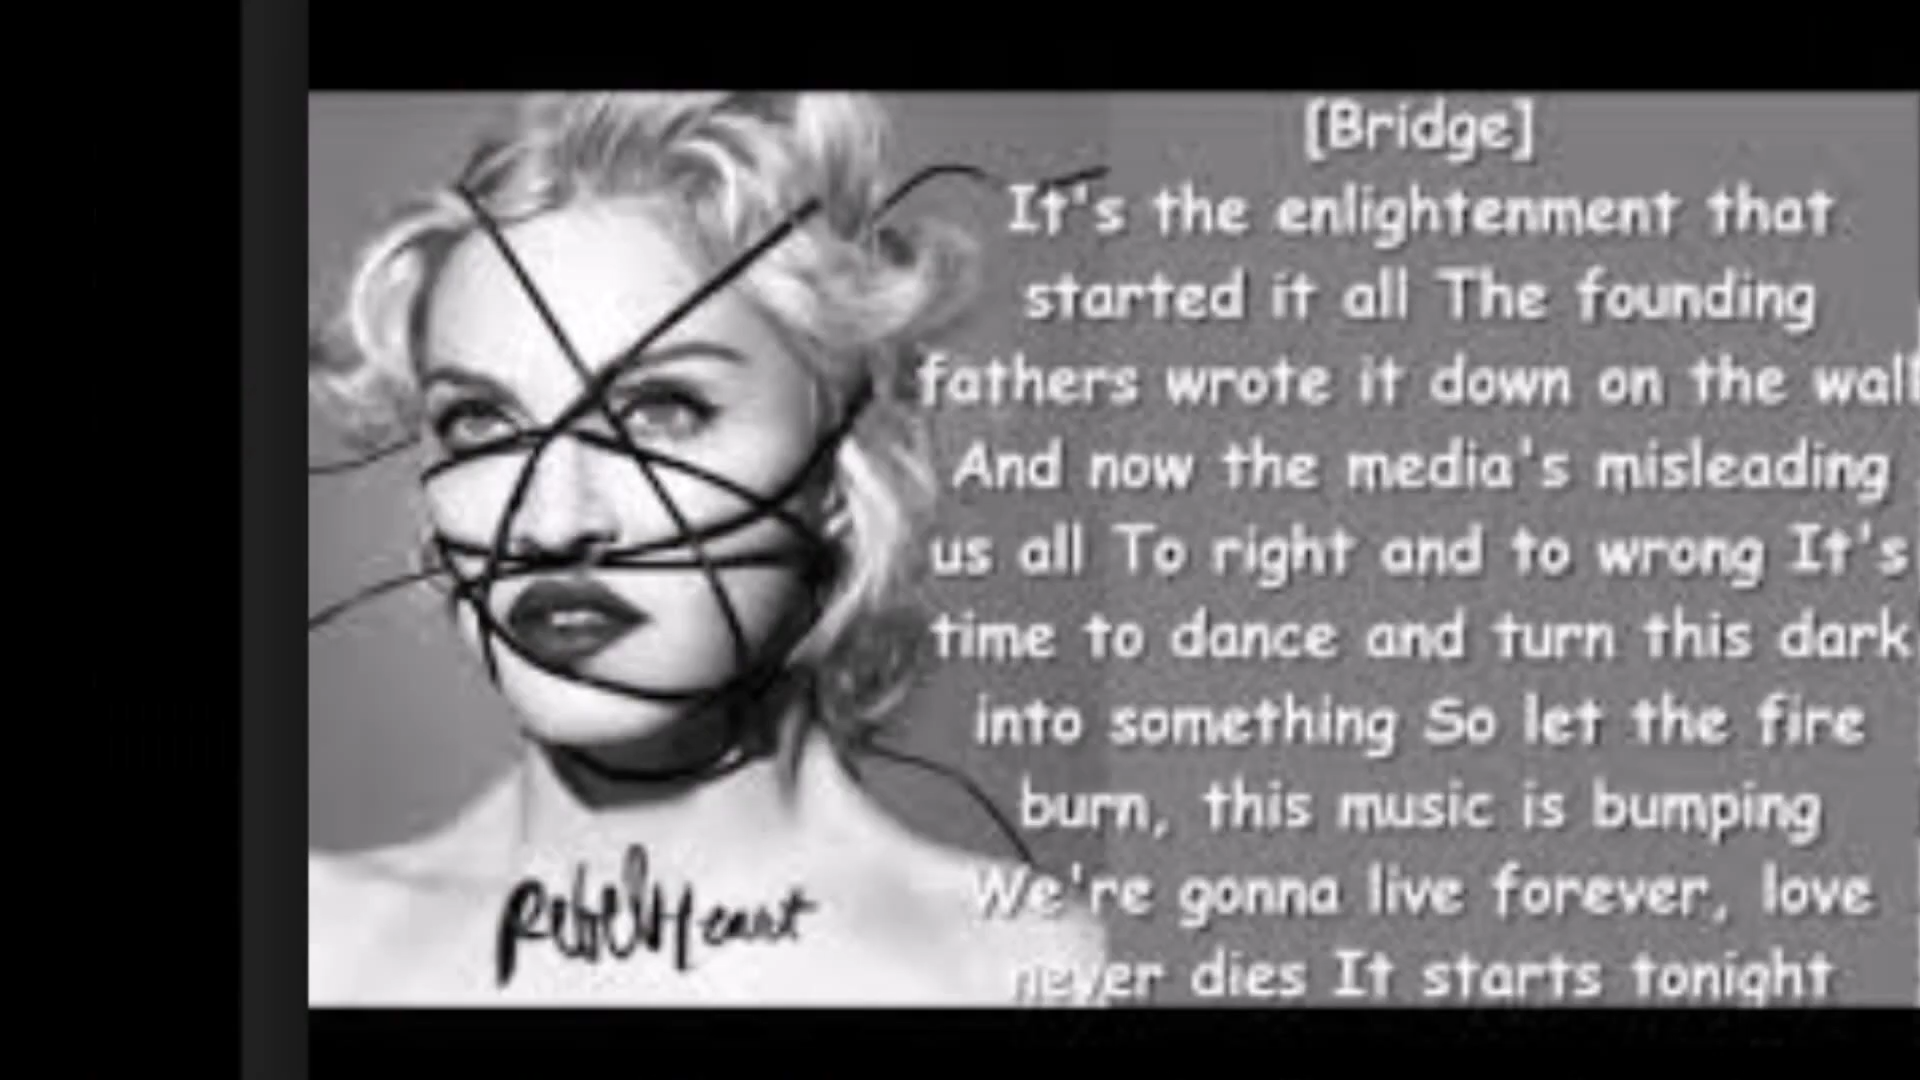 [Bridge]
It's the enlightenment that
started it all The founding
fathers wrote it down on the wall
And now the media's misleading
us all To right and to wrong It's
time to dance and turn this dark
into something So let the fire
burn, this music is bumping
We're gonna live forever, love
never dies It starts tonight
Rebel Heart